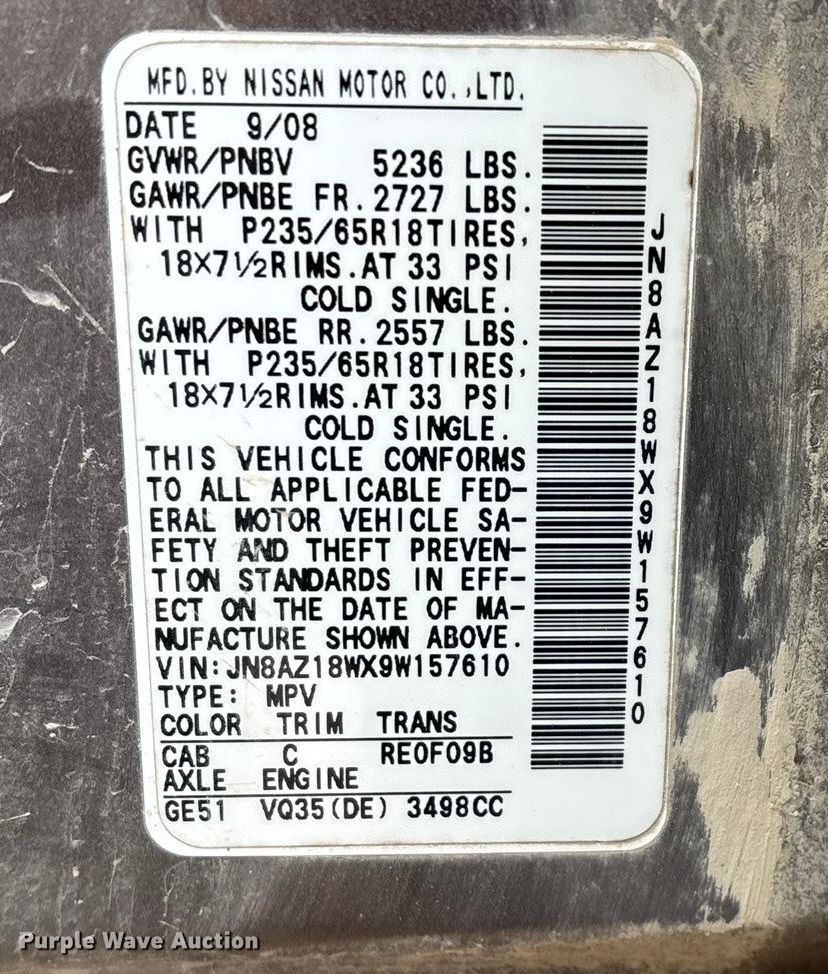 MFD.BY NISSAN MOTOR CO.,LTD.
DATE 9/08
GVWR/PNBV 5236 LBS.
GAWR/PNBE FR.2727 LBS.
WITH P235/65R18TIRES,
18X7½RIMS.AT 33 PSI
COLD SINGLE.
GAWR/PNBE RR.2557 LBS.
WITH P235/65R18TIRES,
18X7½RIMS.AT 33 PSI
COLD SINGLE.
THIS VEHICLE CONFORMS
TO ALL APPLICABLE FED-
ERAL MOTOR VEHICLE SA-
FETY AND THEFT PREVEN-
TION STANDARDS IN EFF-
ECT ON THE DATE OF MA-
NUFACTURE SHOWN ABOVE.
VIN:JN8AZ18WX9W157610
TYPE: MPV
COLOR TRIM TRANS
CAB C RE0F09B
AXLE ENGINE
GE51 VQ35(DE) 3498CC
JN8AZ18WX9W157610
Purple Wave Auction